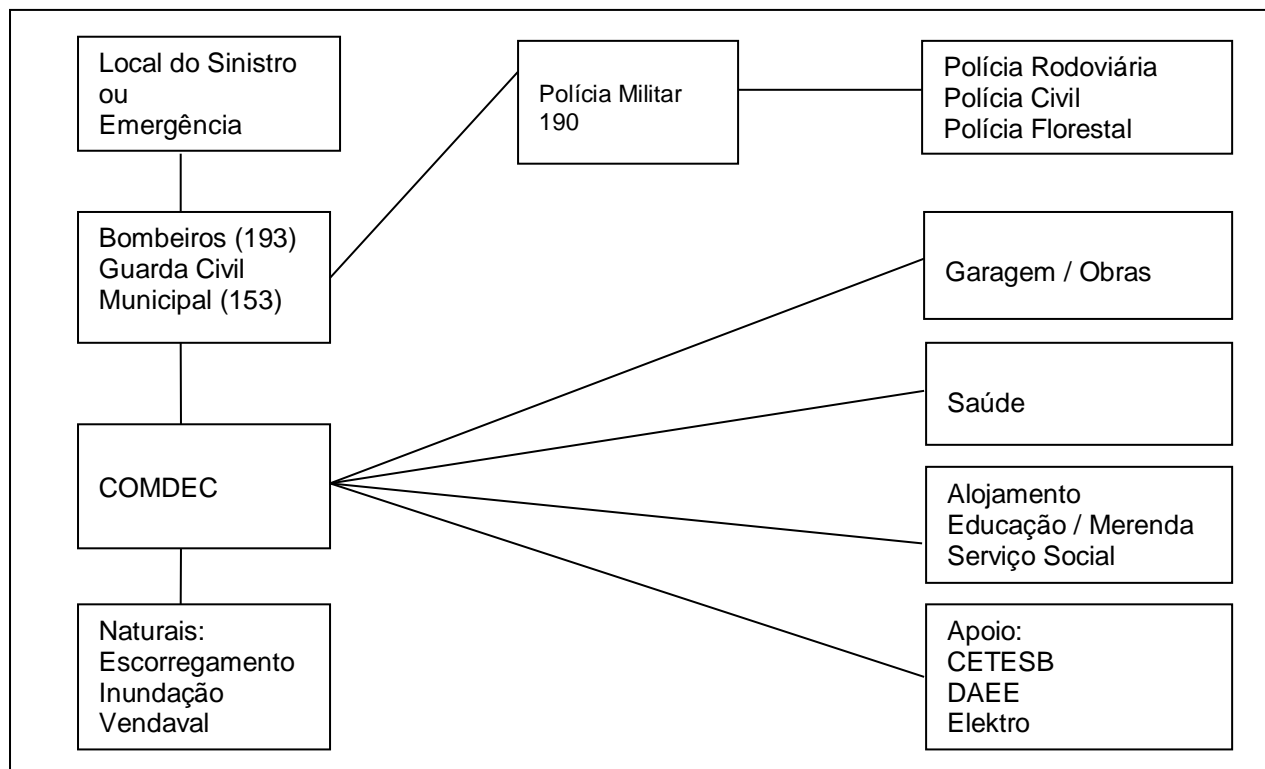 Local do Sinistro
ou
Emergência
Polícia Militar
190
Polícia Rodoviária
Polícia Civil
Polícia Florestal
Bombeiros (193)
Guarda Civil
Municipal (153)
Garagem / Obras
Saúde
COMDEC
Alojamento
Educação / Merenda
Serviço Social
Naturais:
Escorregamento
Inundação
Vendaval
Apoio:
CETESB
DAEE
Elektro